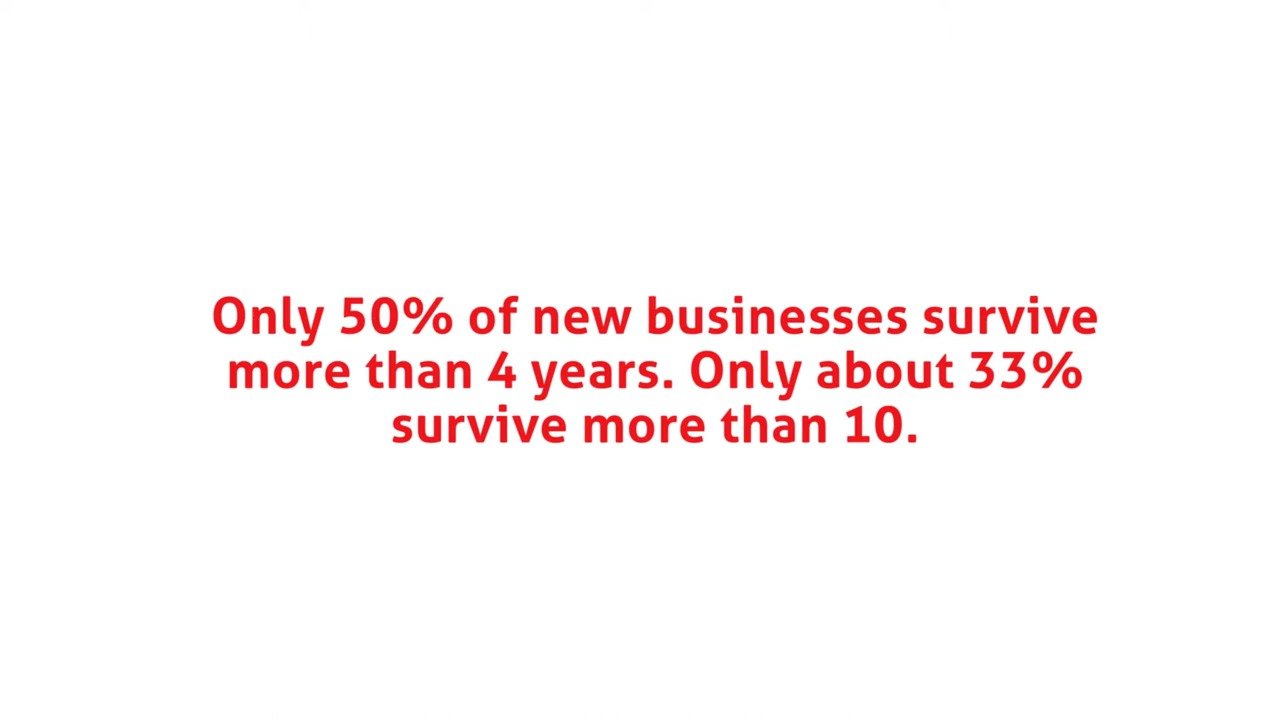 Only 50% of new businesses survive
more than 4 years. Only about 33%
survive more than 10.